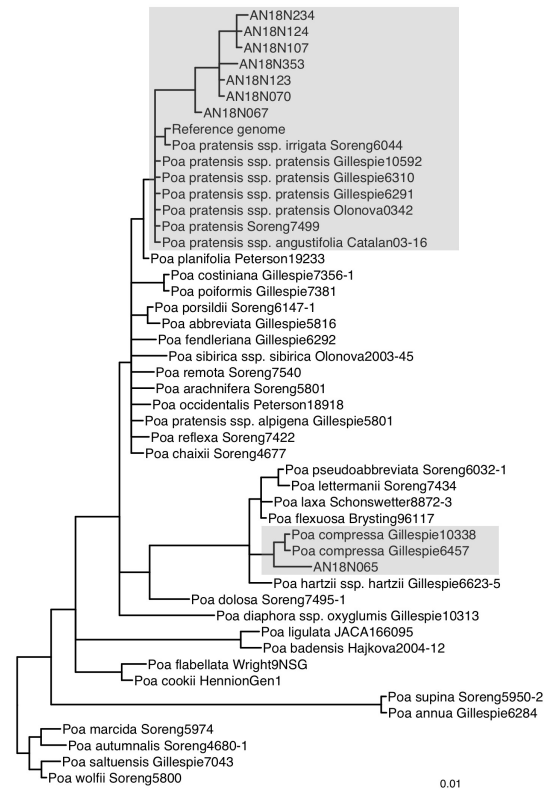 AN18N234
AN18N124
AN18N107
AN18N353
AN18N123
AN18N070
AN18N067
Reference genome
Poa pratensis ssp. irrigata Soreng6044
Poa pratensis ssp. pratensis Gillespie10592
Poa pratensis ssp. pratensis Gillespie6310
Poa pratensis ssp. pratensis Gillespie6291
Poa pratensis ssp. pratensis Olonova0342
Poa pratensis Soreng7499
Poa pratensis ssp. angustifolia Catalan03-16
Poa planifolia Peterson19233
Poa costiniana Gillespie7356-1
Poa poiformis Gillespie7381
Poa porsildii Soreng6147-1
Poa abbreviata Gillespie5816
Poa fendleriana Gillespie6292
Poa sibirica ssp. sibirica Olonova2003-45
Poa remota Soreng7540
Poa arachnifera Soreng5801
Poa occidentalis Peterson18918
Poa pratensis ssp. alpigena Gillespie5801
Poa reflexa Soreng7422
Poa chaixii Soreng4677
Poa pseudoabbreviata Soreng6032-1
Poa lettermanii Soreng7434
Poa laxa Schonswetter8872-3
Poa flexuosa Brysting96117
Poa compressa Gillespie10338
Poa compressa Gillespie6457
AN18N065
Poa hartzii ssp. hartzii Gillespie6623-5
Poa dolosa Soreng7495-1
Poa diaphora ssp. oxyglumis Gillespie10313
Poa ligulata JACA166095
Poa badensis Hajkova2004-12
Poa flabellata Wright9NSG
Poa cookii HennionGen1
Poa supina Soreng5950-2
Poa annua Gillespie6284
Poa marcida Soreng5974
Poa autumnalis Soreng4680-1
Poa saltuensis Gillespie7043
Poa wolfii Soreng5800
0.01